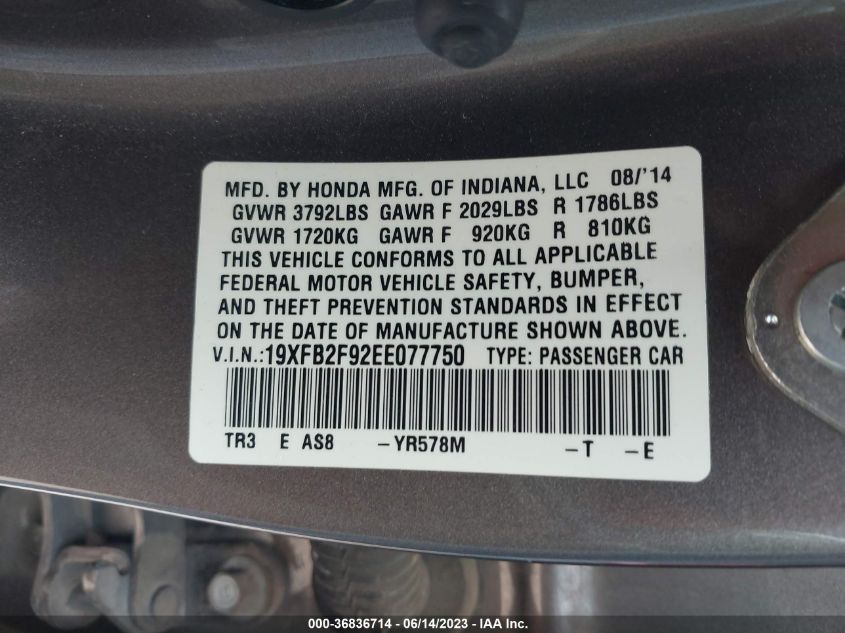 MFD. BY HONDA MFG. OF INDIANA, LLC 08/'14
GVWR 3792LBS GAWR F 2029LBS R 1786LBS
GVWR 1720KG GAWR F 920KG R 810KG
THIS VEHICLE CONFORMS TO ALL APPLICABLE
FEDERAL MOTOR VEHICLE SAFETY, BUMPER,
AND THEFT PREVENTION STANDARDS IN EFFECT
ON THE DATE OF MANUFACTURE SHOWN ABOVE.
V.I.N.:19XFB2F92EE077750 TYPE: PASSENGER CAR
TR3 E AS8 -YR578M -T -E
000-36836714 - 06/14/2023 - © IAA, Inc.